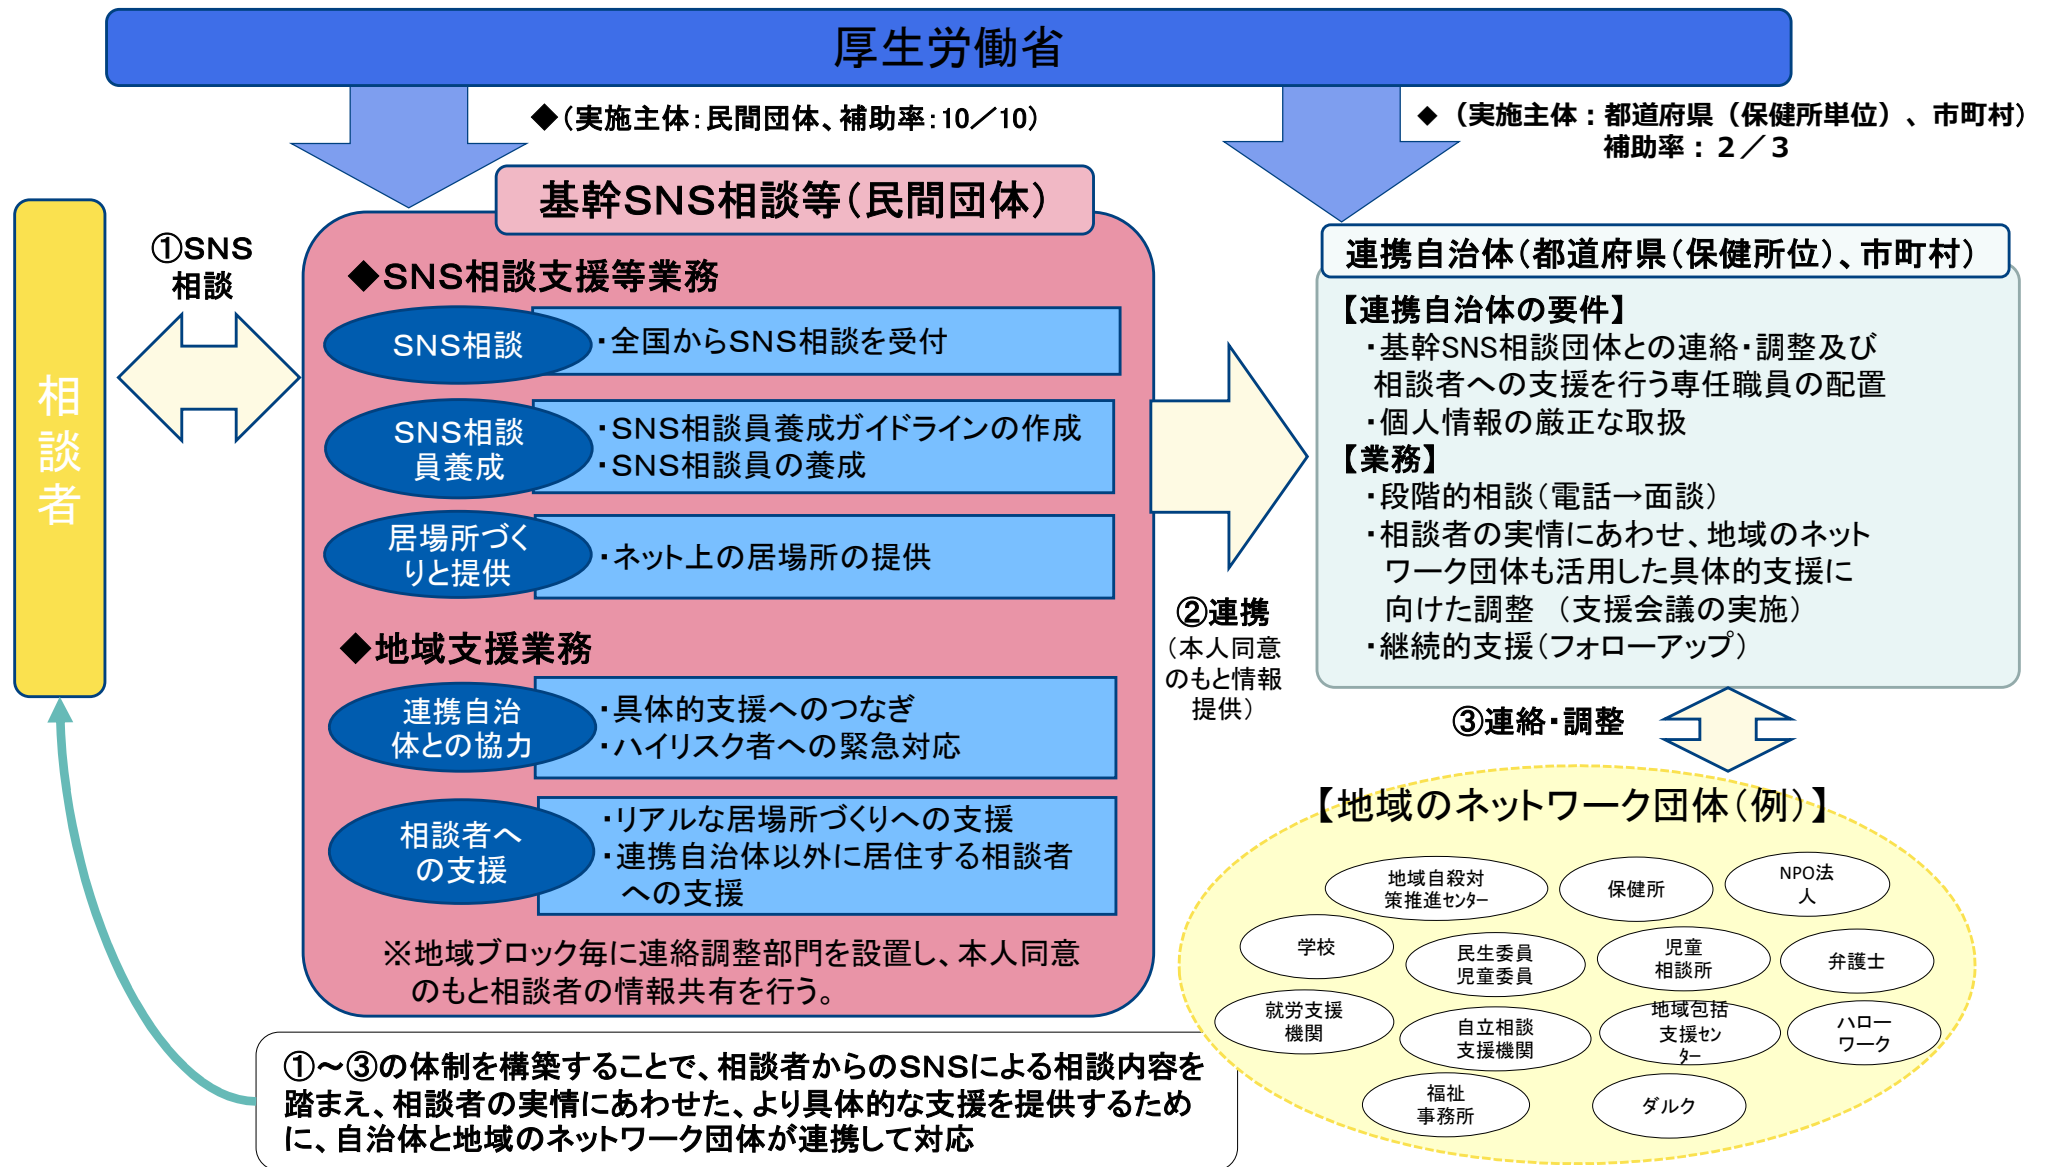 厚生労働省
◆（実施主体：民間団体、補助率：10／10）
◆（実施主体：都道府県（保健所単位）、市町村）
補助率：２／３
相
談
者
①SNS
相談
基幹SNS相談等（民間団体）
◆SNS相談支援等業務
SNS相談
・全国からSNS相談を受付
SNS相談
員養成
・SNS相談員養成ガイドラインの作成
・SNS相談員の養成
居場所づく
りと提供
・ネット上の居場所の提供
◆地域支援業務
連携自治
体との協力
・具体的支援へのつなぎ
・ハイリスク者への緊急対応
相談者へ
の支援
・リアルな居場所づくりへの支援
・連携自治体以外に居住する相談者
への支援
※地域ブロック毎に連絡調整部門を設置し、本人同意
のもと相談者の情報共有を行う。
②連携
（本人同意
のもと情報
提供）
連携自治体（都道府県（保健所位）、市町村）
【連携自治体の要件】
・基幹SNS相談団体との連絡・調整及び
相談者への支援を行う専任職員の配置
・個人情報の厳正な取扱
【業務】
・段階的相談（電話→面談）
・相談者の実情にあわせ、地域のネット
ワーク団体も活用した具体的支援に
向けた調整　（支援会議の実施）
・継続的支援（フォローアップ）
③連絡・調整
【地域のネットワーク団体（例）】
地域自殺対
策推進ｾﾝﾀｰ
保健所
NPO法
人
学校
民生委員
児童委員
児童
相談所
弁護士
就労支援
機関
自立相談
支援機関
地域包括
支援ｾﾝ
ﾀｰ
ハロー
ワーク
福祉
事務所
ダルク
①～③の体制を構築することで、相談者からのSNSによる相談内容を
踏まえ、相談者の実情にあわせた、より具体的な支援を提供するため
に、自治体と地域のネットワーク団体が連携して対応